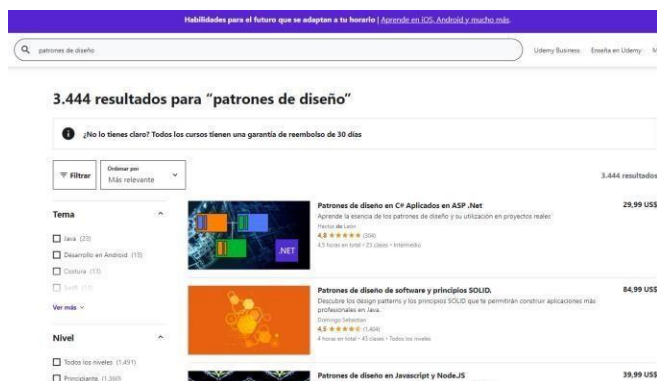 Habilidades para el futuro que se adaptan a tu horario | Aprende en iOS, Android y mucho más.
patrones de diseño
Udemy Business Enseña en Udemy M
3.444 resultados para “patrones de diseño”
¿No lo tienes claro? Todos los cursos tienen una garantía de reembolso de 30 días
Filtrar
Ordenar por
Más relevante
3.444 resultados
Tema
Java (23)
Desarrollo en Android (13)
Costura (13)
Swift (13)
Ver más
Nivel
Todos los niveles (1.491)
Principiante (1.360)
.NET
Patrones de diseño en C# Aplicados en ASP .Net
29,99 US$
Aprende la esencia de los patrones de diseño y su utilización en proyectos reales
Héctor de León
4,8 (304)
4,5 horas en total • 23 clases • Intermedio
Patrones de diseño de software y principios SOLID.
84,99 US$
Descubre los design patterns y los principios SOLID que te permitirán construir aplicaciones más
profesionales en Java.
Domingo Sebastian
4,5 (1.404)
4 horas en total • 43 clases • Todos los niveles
Patrones de diseño en Javascript y Node.JS
39,99 US$